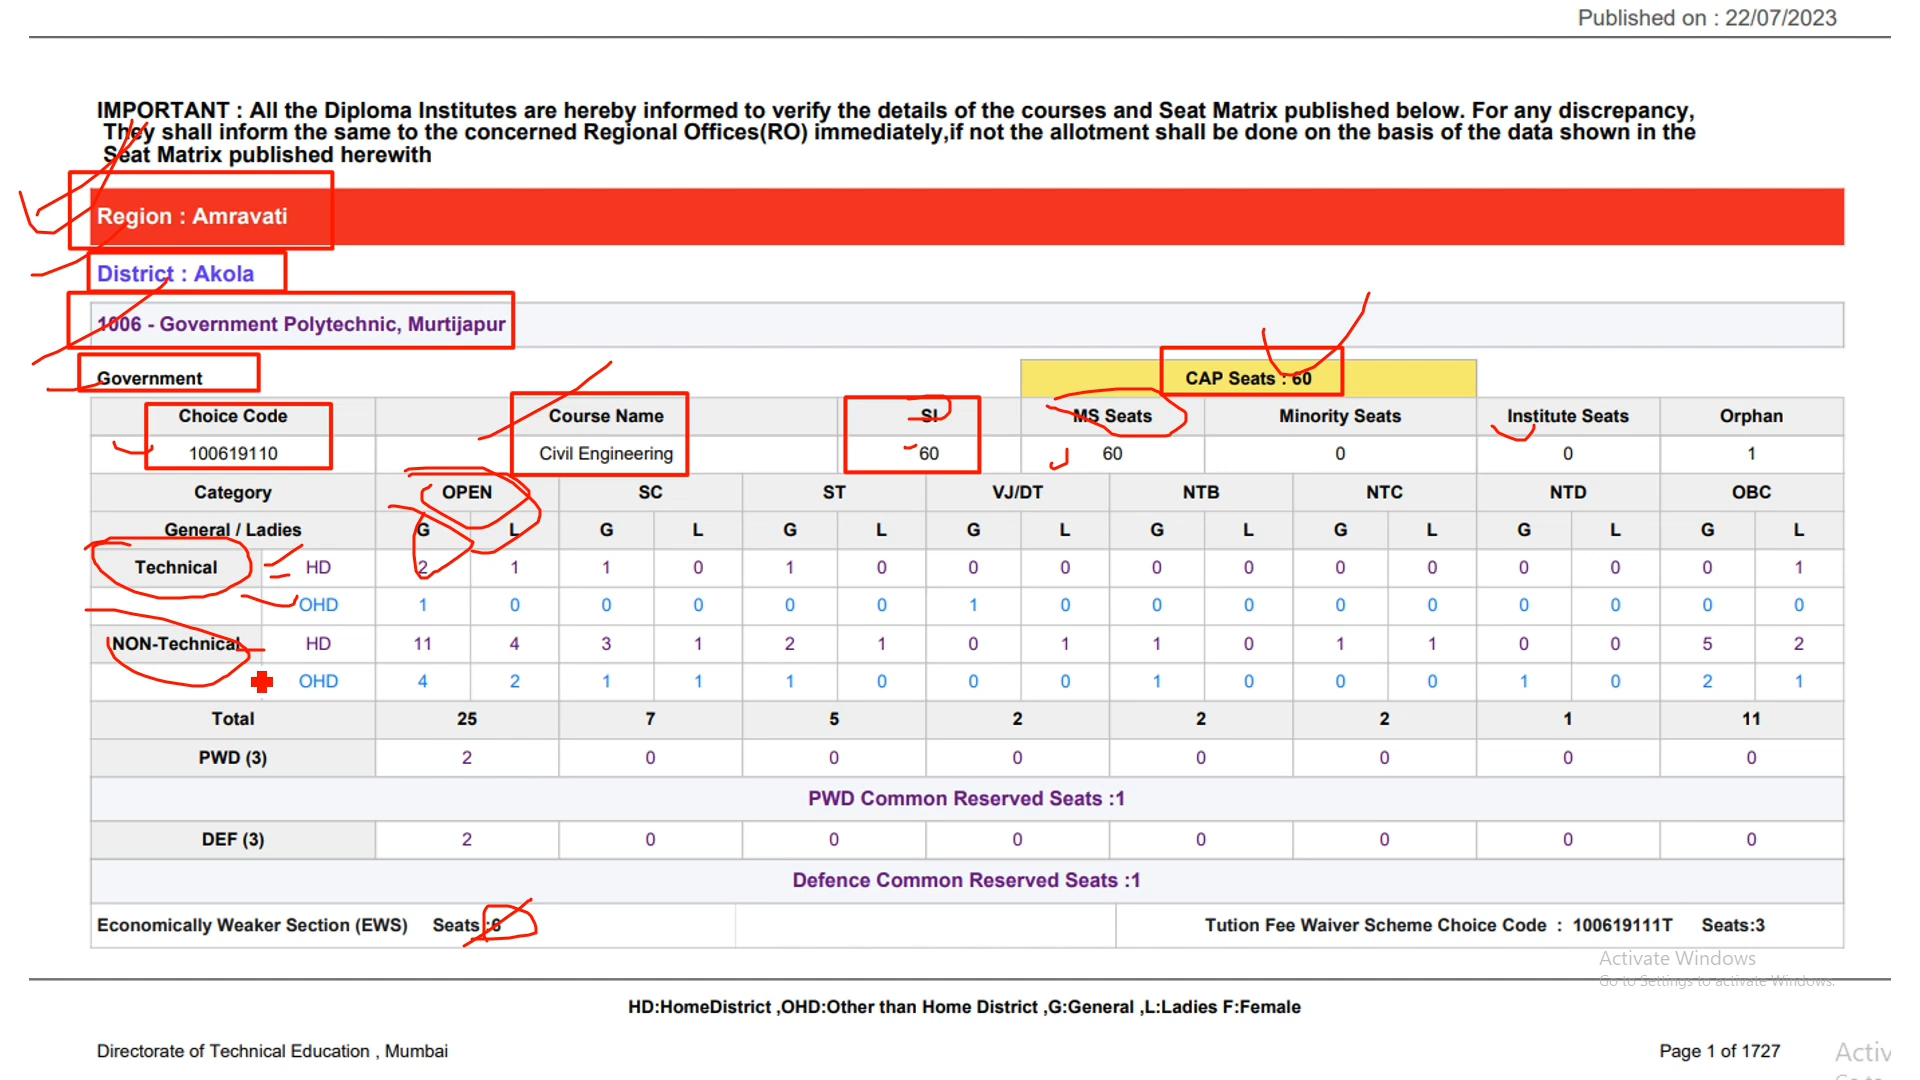 Published on : 22/07/2023
IMPORTANT : All the Diploma Institutes are hereby informed to verify the details of the courses and Seat Matrix published below. For any discrepancy,
They shall inform the same to the concerned Regional Offices(RO) immediately,if not the allotment shall be done on the basis of the data shown in the
Seat Matrix published herewith
Region : Amravati
District : Akola
1006 - Government Polytechnic, Murtijapur
Government CAP Seats : 60
Choice Code Course Name SI MS Seats Minority Seats Institute Seats Orphan
100619110 Civil Engineering 60 60 0 0 1
Category OPEN SC ST VJ/DT NTB NTC NTD OBC
General / Ladies G L G L G L G L G L G L G L G L
Technical HD 2 1 1 0 1 0 0 0 0 0 0 0 0 0 0 1
OHD 1 0 0 0 0 0 1 0 0 0 0 0 0 0 0 0
NON-Technical HD 11 4 3 1 2 1 0 1 1 0 1 1 0 0 5 2
OHD 4 2 1 1 1 0 0 0 1 0 0 0 1 0 2 1
Total 25 7 5 2 2 2 1 11
PWD (3) 2 0 0 0 0 0 0 0
PWD Common Reserved Seats :1
DEF (3) 2 0 0 0 0 0 0 0
Defence Common Reserved Seats :1
Economically Weaker Section (EWS) Seats :6 Tution Fee Waiver Scheme Choice Code : 100619111T Seats:3
Activate Windows
Go to Settings to activate Windows.
HD:HomeDistrict ,OHD:Other than Home District ,G:General ,L:Ladies F:Female
Directorate of Technical Education , Mumbai Page 1 of 1727